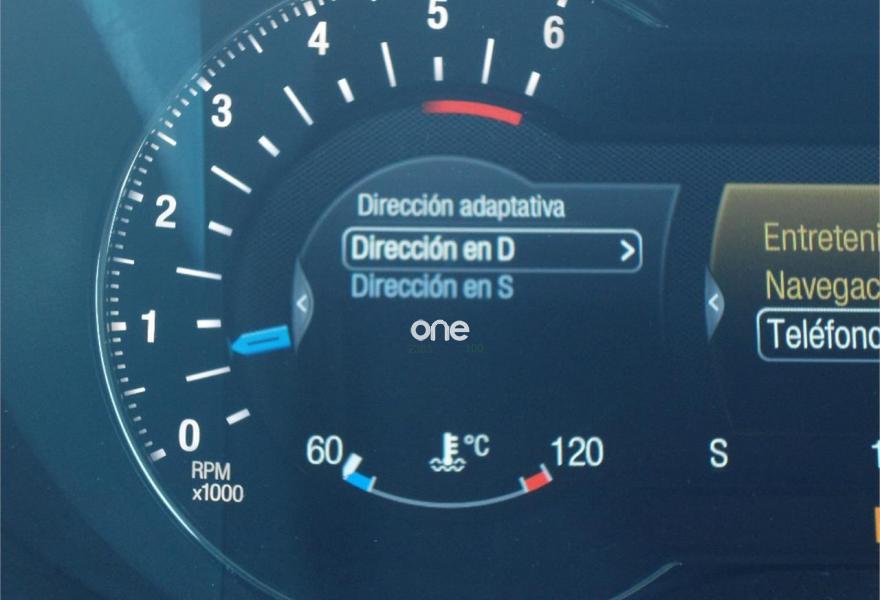 5
4
6
3
Dirección adaptativa
2
Dirección en D >
Dirección en S
Entreteni
Navegac
Teléfono
<
<
1
one
0
60
°C
120
S
RPM
x1000